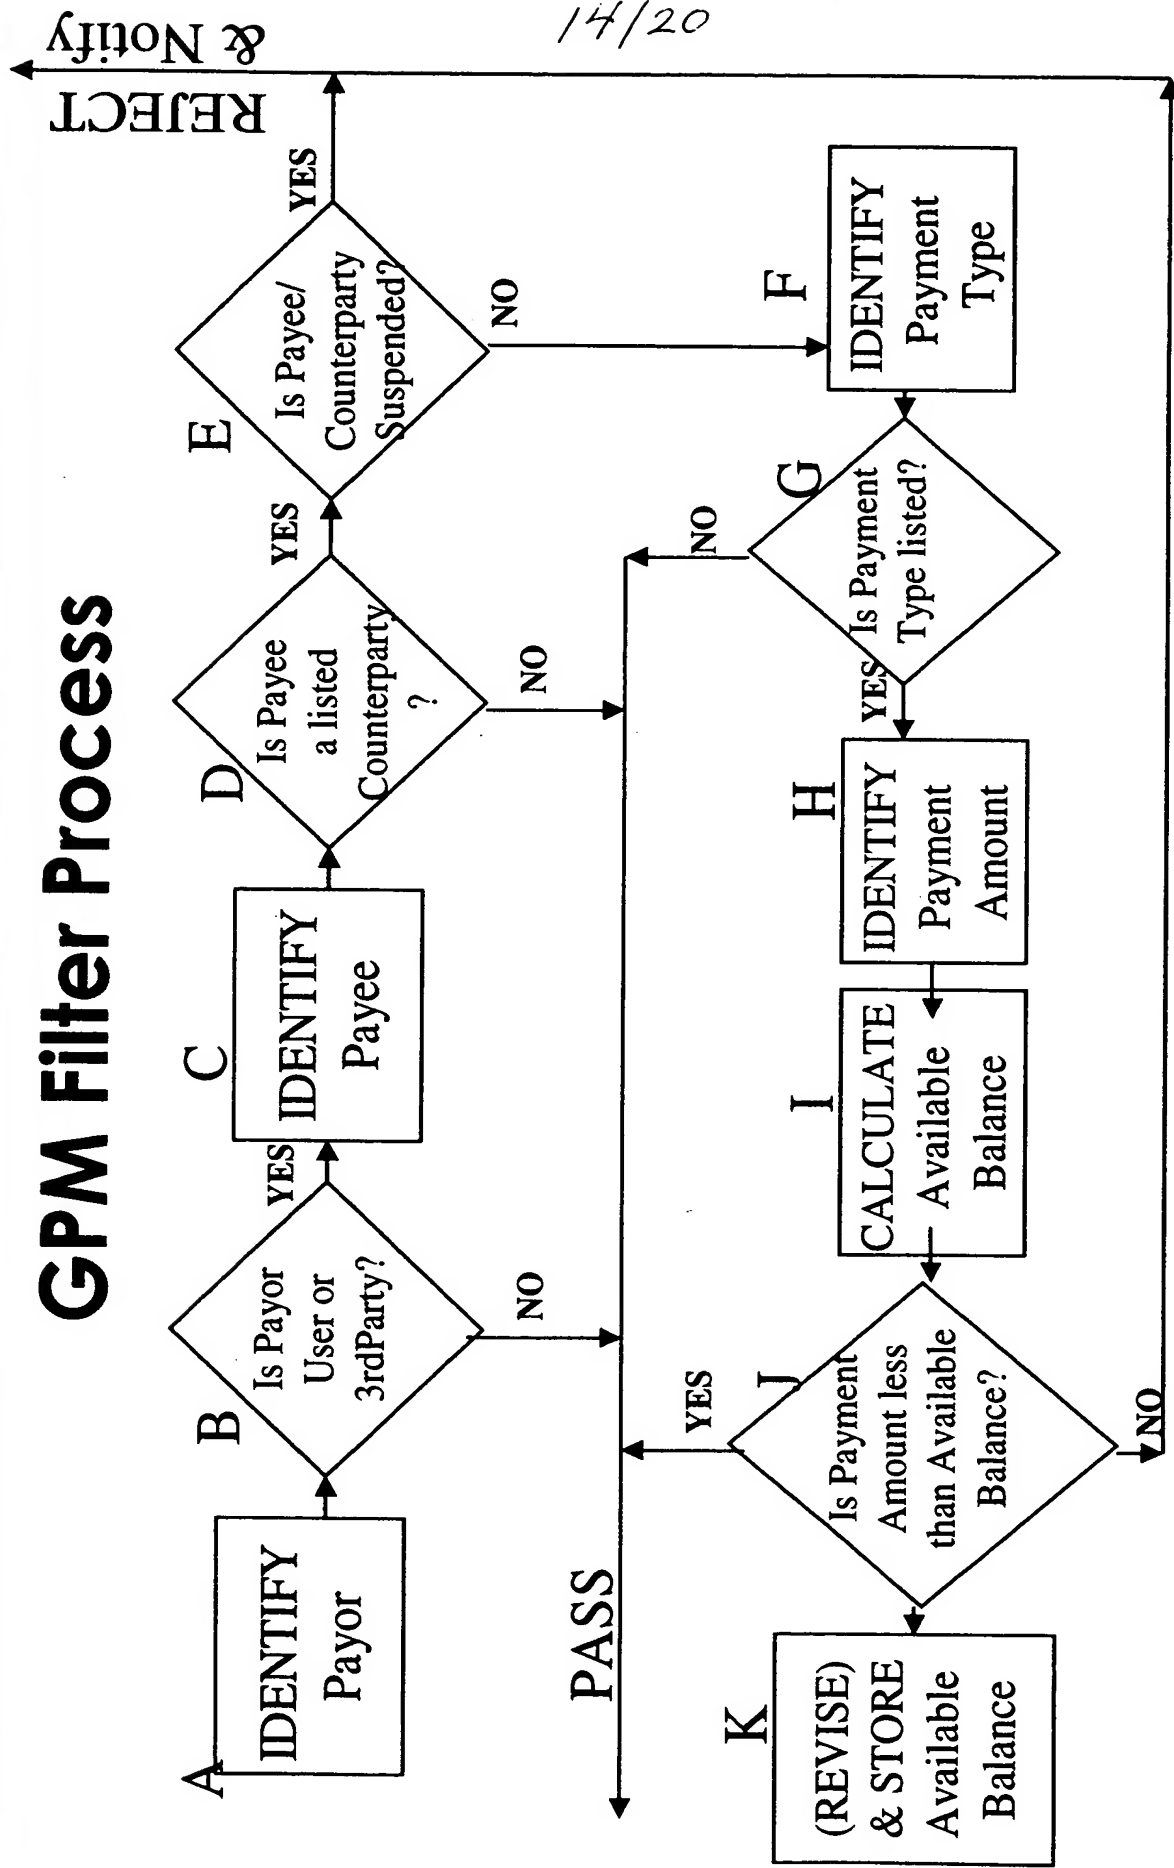 14/20
GPM Filter Process
A
IDENTIFY
Payor
B
Is Payor
User or
3rdParty?
YES
NO
C
IDENTIFY
Payee
D
Is Payee
a listed
Counterparty
?
YES
NO
E
Is Payee/
Counterparty
Suspended?
YES
NO
REJECT
& Notify
F
IDENTIFY
Payment
Type
G
Is Payment
Type listed?
NO
YES
H
IDENTIFY
Payment
Amount
I
CALCULATE
Available
Balance
J
Is Payment
Amount less
than Available
Balance?
YES
NO
PASS
K
(REVISE)
& STORE
Available
Balance